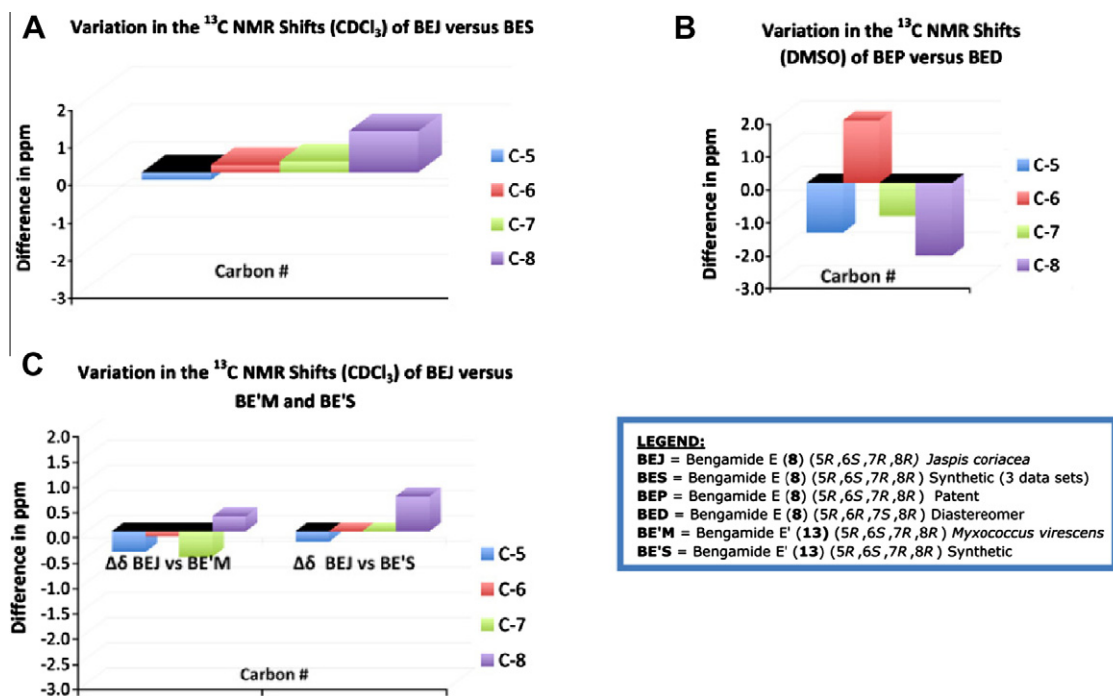 A
Variation in the ¹³C NMR Shifts (CDCl₃) of BEJ versus BES
Difference in ppm
2
1
0
-1
-2
-3
Carbon #
C-5
C-6
C-7
C-8
B
Variation in the ¹³C NMR Shifts
(DMSO) of BEP versus BED
Difference in ppm
2.0
1.0
0.0
-1.0
-2.0
-3.0
Carbon #
C-5
C-6
C-7
C-8
C
Variation in the ¹³C NMR Shifts (CDCl₃) of BEJ versus
BE'M and BE'S
Difference in ppm
2.0
1.5
1.0
0.5
0.0
-0.5
-1.0
-1.5
-2.0
-2.5
-3.0
Δδ BEJ vs BE'M
Δδ BEJ vs BE'S
Carbon #
C-5
C-6
C-7
C-8
LEGEND:
BEJ = Bengamide E (8) (5R,6S,7R,8R) Jaspis coriacea
BES = Bengamide E (8) (5R,6S,7R,8R) Synthetic (3 data sets)
BEP = Bengamide E (8) (5R,6S,7R,8R) Patent
BED = Bengamide E (8) (5R,6R,7S,8R) Diastereomer
BE'M = Bengamide E' (13) (5R,6S,7R,8R) Myxococcus virescens
BE'S = Bengamide E' (13) (5R,6S,7R,8R) Synthetic